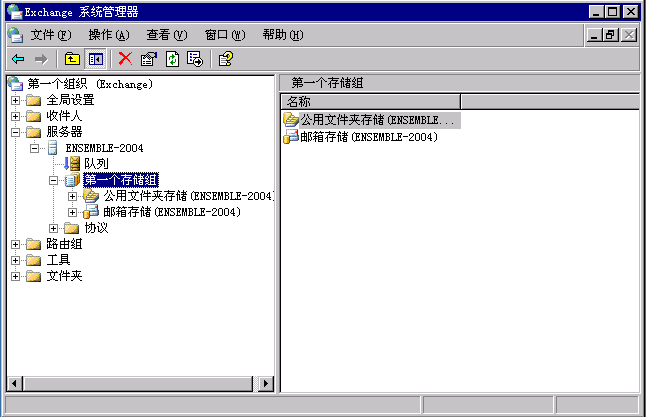 Exchange 系统管理器
文件(F) 操作(A) 查看(V) 窗口(W) 帮助(H)
第一个组织 (Exchange)
全局设置
收件人
服务器
ENSEMBLE-2004
队列
第一个存储组
公用文件夹存储(ENSEMBLE-2004
邮箱存储(ENSEMBLE-2004)
协议
路由组
工具
文件夹
第一个存储组
名称
公用文件夹存储(ENSEMBLE...
邮箱存储(ENSEMBLE-2004)